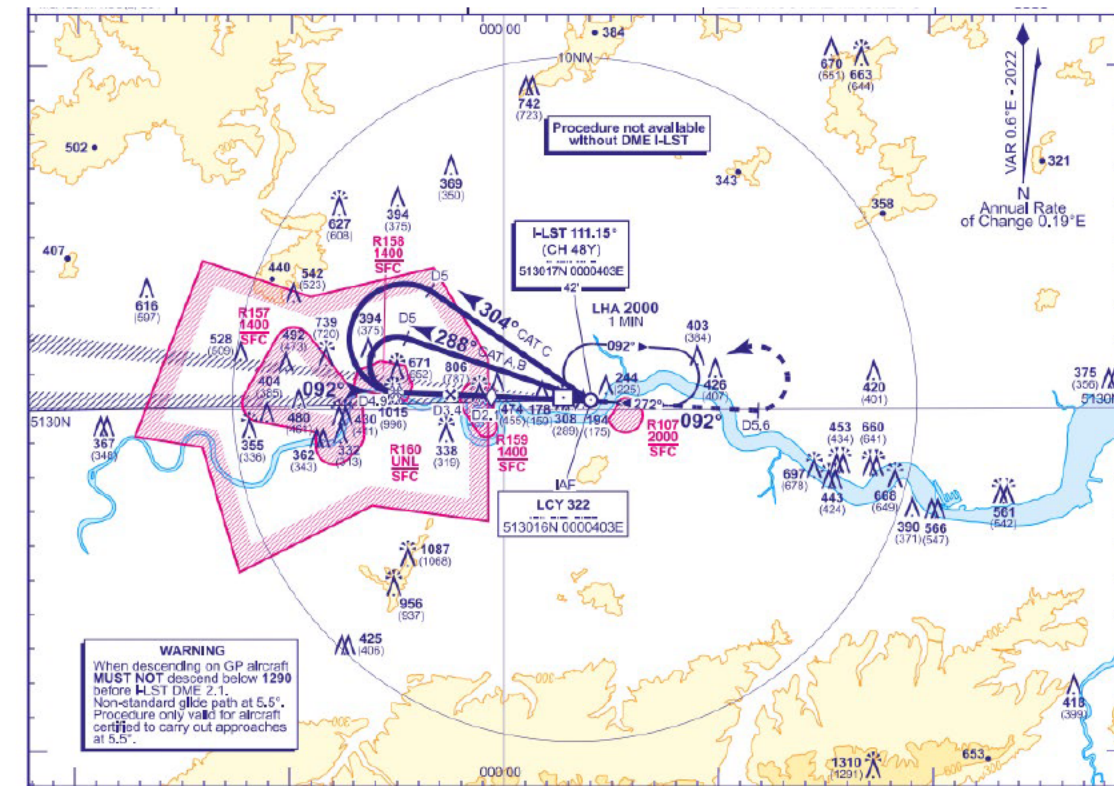 000'00
384
10NM
670
(651)
663
(644)
742
(723)
VAR 0.6°E - 2022
Procedure not available
without DME I-LST
502
321
343
369
(350)
N
Annual Rate
of Change 0.19°E
394
(375)
627
(608)
358
I-LST 111.15°
(CH 48Y)
513017N 0000403E
42'
R158
1400
SFC
407
440
542
(523)
D5
616
(597)
304° CAT C
LHA 2000
1 MIN
R157
1400
SFC
739
(720)
394
(375)
D5
288° CAT A,B
403
(384)
528
(509)
492
(473)
092°
671
(652)
806
(787)
426
(407)
420
(401)
375
(356)
404
(385)
092°
244
(225)
D4.9
D3.4
D2.1
474
(455)
178
(159)
272°
092°
D5.6
5130N
5130N
480
(461)
430
(411)
1015
(996)
308
(289)
194
(175)
367
(348)
355
(336)
362
(343)
332
(313)
338
(319)
R160
UNL
SFC
R159
1400
SFC
R107
2000
SFC
453
(434)
660
(641)
697
(678)
443
(424)
668
(649)
390
(371)
566
(547)
561
(542)
IAF
LCY 322
513016N 0000403E
1087
(1068)
956
(937)
425
(406)
WARNING
When descending on GP aircraft
MUST NOT descend below 1290
before I-LST DME 2.1.
Non-standard glide path at 5.5°.
Procedure only valid for aircraft
certified to carry out approaches
at 5.5°.
418
(399)
1310
(1291)
653
000'00